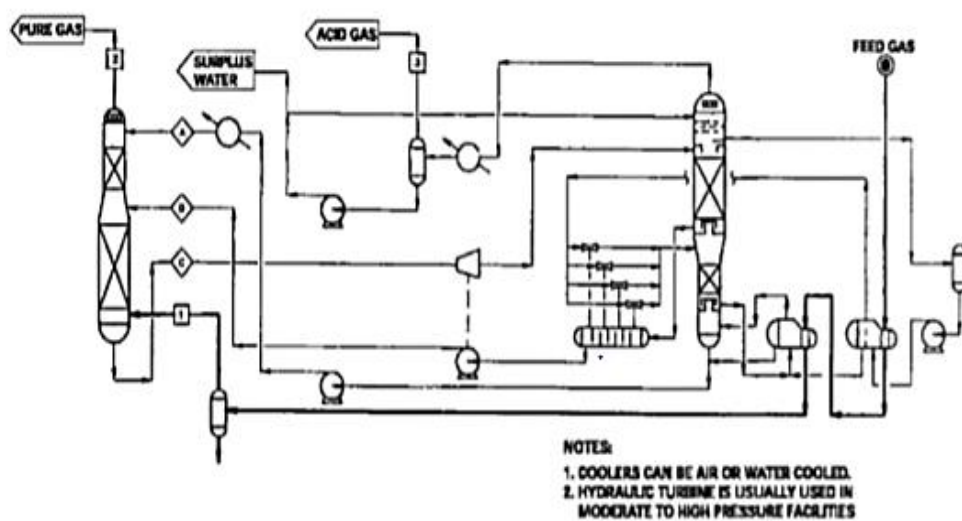 PURE GAS
2
ACID GAS
3
SURPLUS
WATER
FEED GAS
A
B
C
1
NOTES:
1. COOLERS CAN BE AIR OR WATER COOLED.
2. HYDRAULIC TURBINE IS USUALLY USED IN
MODERATE TO HIGH PRESSURE FACILITIES